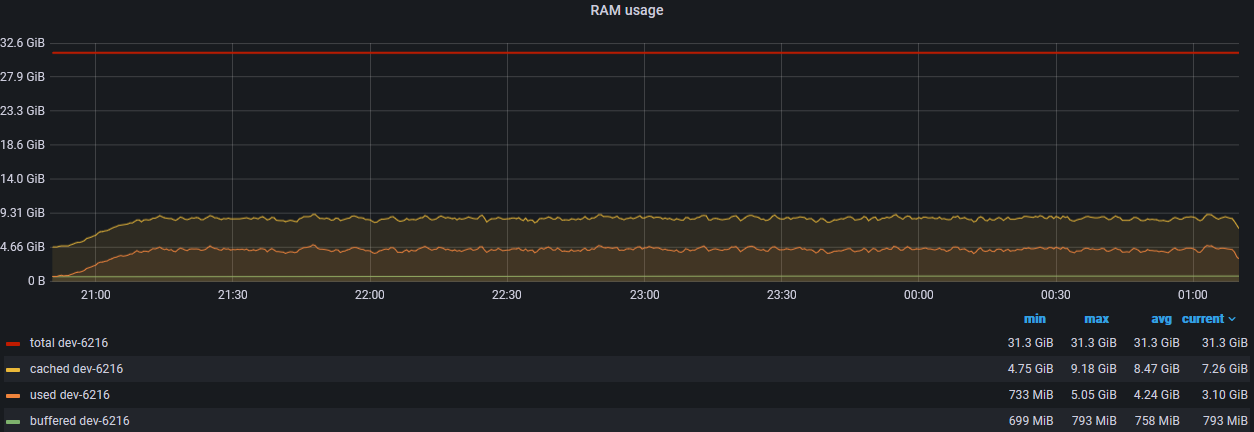 RAM usage
32.6 GiB
27.9 GiB
23.3 GiB
18.6 GiB
14.0 GiB
9.31 GiB
4.66 GiB
0 B
21:00 21:30 22:00 22:30 23:00 23:30 00:00 00:30 01:00
min max avg current
total dev-6216 31.3 GiB 31.3 GiB 31.3 GiB 31.3 GiB
cached dev-6216 4.75 GiB 9.18 GiB 8.47 GiB 7.26 GiB
used dev-6216 733 MiB 5.05 GiB 4.24 GiB 3.10 GiB
buffered dev-6216 699 MiB 793 MiB 758 MiB 793 MiB